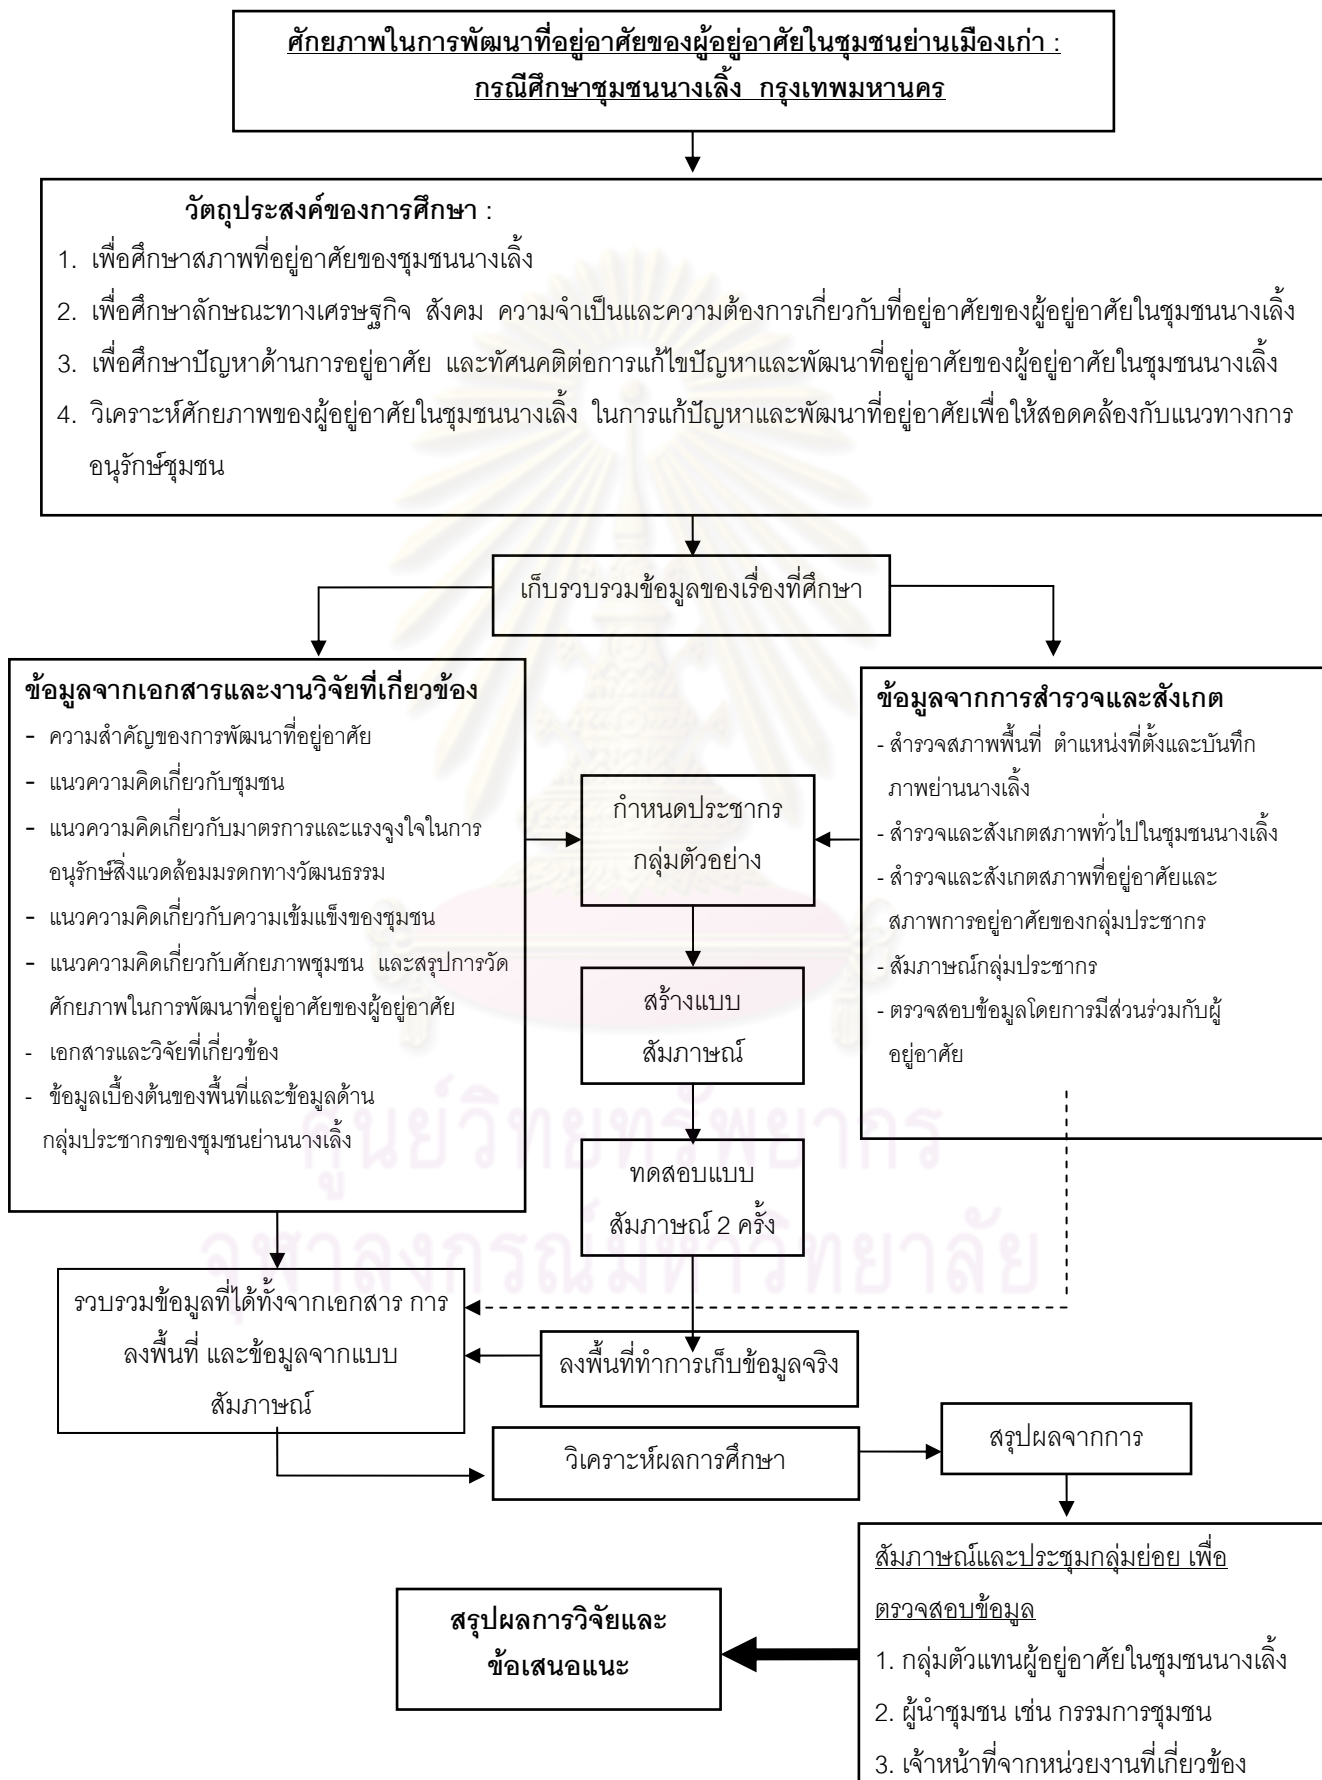 ศักยภาพในการพัฒนาที่อยู่อาศัยของผู้อยู่อาศัยในชุมชนย่านเมืองเก่า :
กรณีศึกษาชุมชนนางเลิ้ง กรุงเทพมหานคร
วัตถุประสงค์ของการศึกษา :
1. เพื่อศึกษาสภาพที่อยู่อาศัยของชุมชนนางเลิ้ง
2. เพื่อศึกษาลักษณะทางเศรษฐกิจ สังคม ความจำเป็นและความต้องการเกี่ยวกับที่อยู่อาศัยของผู้อยู่อาศัยในชุมชนนางเลิ้ง
3. เพื่อศึกษาปัญหาด้านการอยู่อาศัย และทัศนคติต่อการแก้ไขปัญหาและพัฒนาที่อยู่อาศัยของผู้อยู่อาศัยในชุมชนนางเลิ้ง
4. วิเคราะห์ศักยภาพของผู้อยู่อาศัยในชุมชนนางเลิ้ง ในการแก้ปัญหาและพัฒนาที่อยู่อาศัยเพื่อให้สอดคล้องกับแนวทางการ
อนุรักษ์ชุมชน
เก็บรวบรวมข้อมูลของเรื่องที่ศึกษา
ข้อมูลจากเอกสารและงานวิจัยที่เกี่ยวข้อง
- ความสำคัญของการพัฒนาที่อยู่อาศัย
- แนวความคิดเกี่ยวกับชุมชน
- แนวความคิดเกี่ยวกับมาตรการและแรงจูงใจในการ
อนุรักษ์สิ่งแวดล้อมมรดกทางวัฒนธรรม
- แนวความคิดเกี่ยวกับความเข้มแข็งของชุมชน
- แนวความคิดเกี่ยวกับศักยภาพชุมชน และสรุปการวัด
ศักยภาพในการพัฒนาที่อยู่อาศัยของผู้อยู่อาศัย
- เอกสารและวิจัยที่เกี่ยวข้อง
- ข้อมูลเบื้องต้นของพื้นที่และข้อมูลด้าน
กลุ่มประชากรของชุมชนย่านนางเลิ้ง
กำหนดประชากร
กลุ่มตัวอย่าง
สร้างแบบ
สัมภาษณ์
ทดสอบแบบ
สัมภาษณ์ 2 ครั้ง
ข้อมูลจากการสำรวจและสังเกต
- สำรวจสภาพพื้นที่ ตำแหน่งที่ตั้งและบันทึก
ภาพย่านนางเลิ้ง
- สำรวจและสังเกตสภาพทั่วไปในชุมชนนางเลิ้ง
- สำรวจและสังเกตสภาพที่อยู่อาศัยและ
สภาพการอยู่อาศัยของกลุ่มประชากร
- สัมภาษณ์กลุ่มประชากร
- ตรวจสอบข้อมูลโดยการมีส่วนร่วมกับผู้
อยู่อาศัย
ศูนย์วิทยทรัพยากร
จุฬาลงกรณ์มหาวิทยาลัย
รวบรวมข้อมูลที่ได้ทั้งจากเอกสาร การ
ลงพื้นที่ และข้อมูลจากแบบ
สัมภาษณ์
ลงพื้นที่ทำการเก็บข้อมูลจริง
วิเคราะห์ผลการศึกษา
สรุปผลจากการ
สัมภาษณ์และประชุมกลุ่มย่อย เพื่อ
ตรวจสอบข้อมูล
1. กลุ่มตัวแทนผู้อยู่อาศัยในชุมชนนางเลิ้ง
2. ผู้นำชุมชน เช่น กรรมการชุมชน
3. เจ้าหน้าที่จากหน่วยงานที่เกี่ยวข้อง
สรุปผลการวิจัยและ
ข้อเสนอแนะ